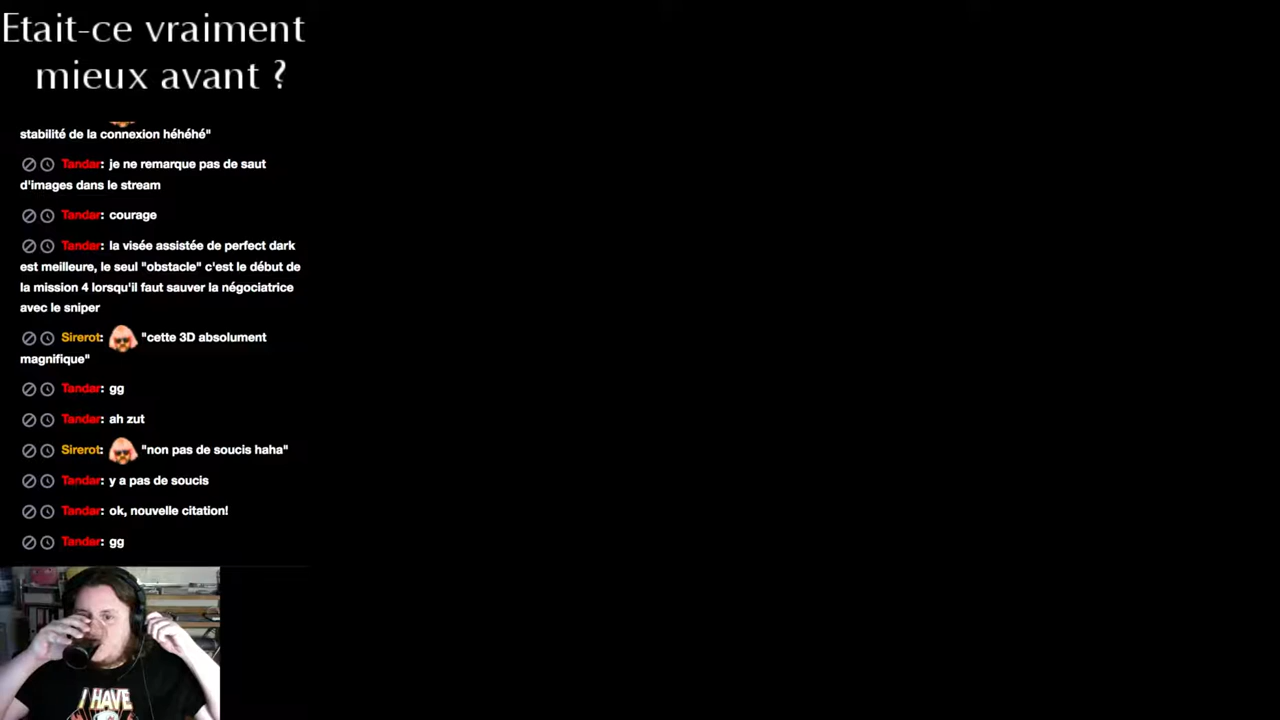 Etait-ce vraiment
mieux avant ?
stabilité de la connexion héhéhé"
Tandar: je ne remarque pas de saut
d'images dans le stream
Tandar: courage
Tandar: la visée assistée de perfect dark
est meilleure, le seul "obstacle" c'est le début de
la mission 4 lorsqu'il faut sauver la négociatrice
avec le sniper
Sirerot: "cette 3D absolument
magnifique"
Tandar: gg
Tandar: ah zut
Sirerot: "non pas de soucis haha"
Tandar: y a pas de soucis
Tandar: ok, nouvelle citation!
Tandar: gg
I HAVE